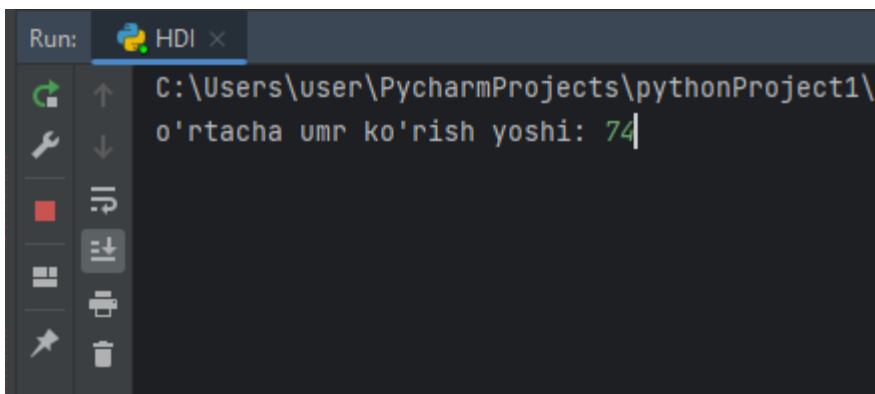 Run: HDI
C:\Users\user\PycharmProjects\pythonProject1\
o'rtacha umr ko'rish yoshi: 74